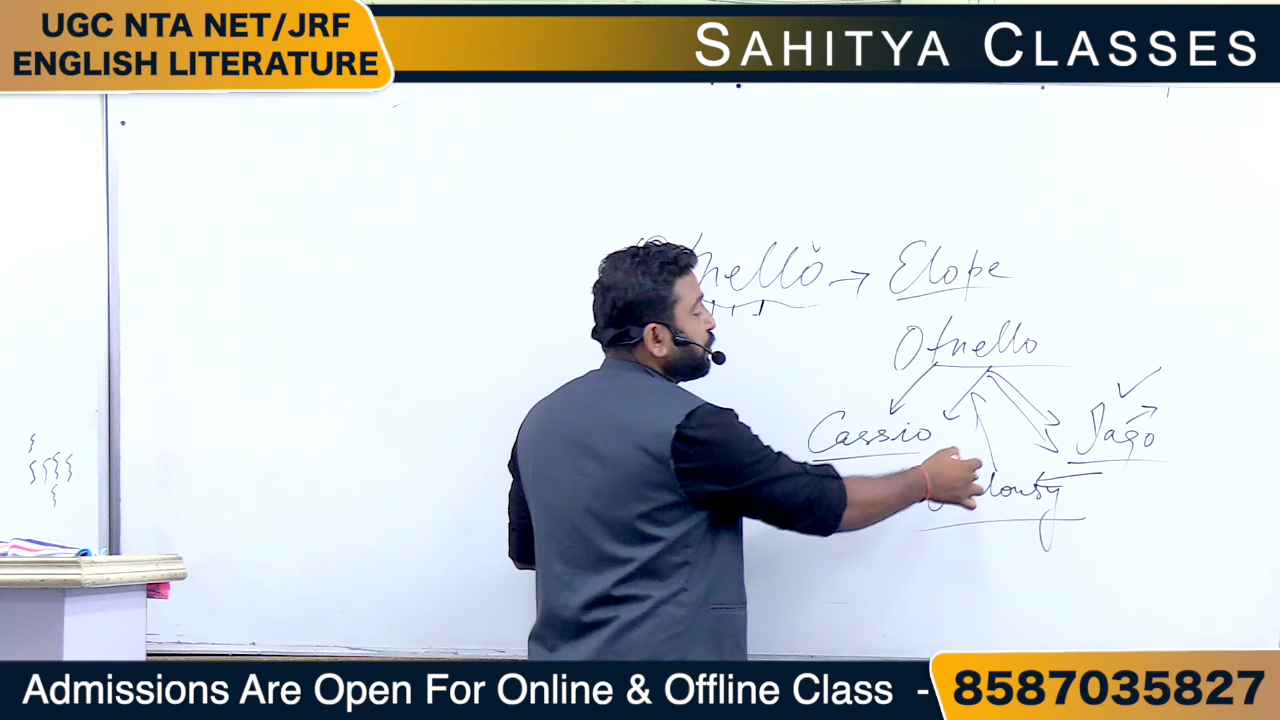 UGC NTA NET/JRF
ENGLISH LITERATURE
SAHITYA CLASSES
Othello → Elope
Othello
Cassio
Iago
Jealousy
Admissions Are Open For Online & Offline Class - 8587035827